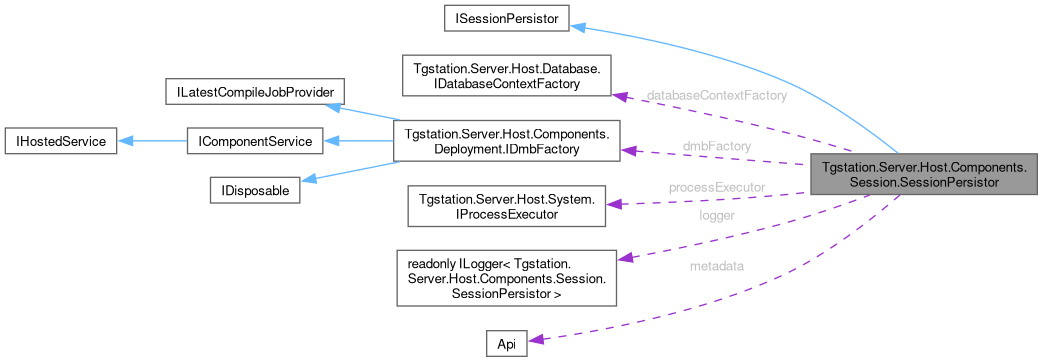 ISessionPersistor
Tgstation.Server.Host.Database.
IDatabaseContextFactory
databaseContextFactory
ILatestCompileJobProvider
IHostedService
IComponentService
Tgstation.Server.Host.Components.
Deployment.IDmbFactory
dmbFactory
Tgstation.Server.Host.Components.
Session.SessionPersistor
IDisposable
Tgstation.Server.Host.System.
IProcessExecutor
processExecutor
logger
readonly ILogger< Tgstation.
Server.Host.Components.Session.
SessionPersistor >
metadata
Api